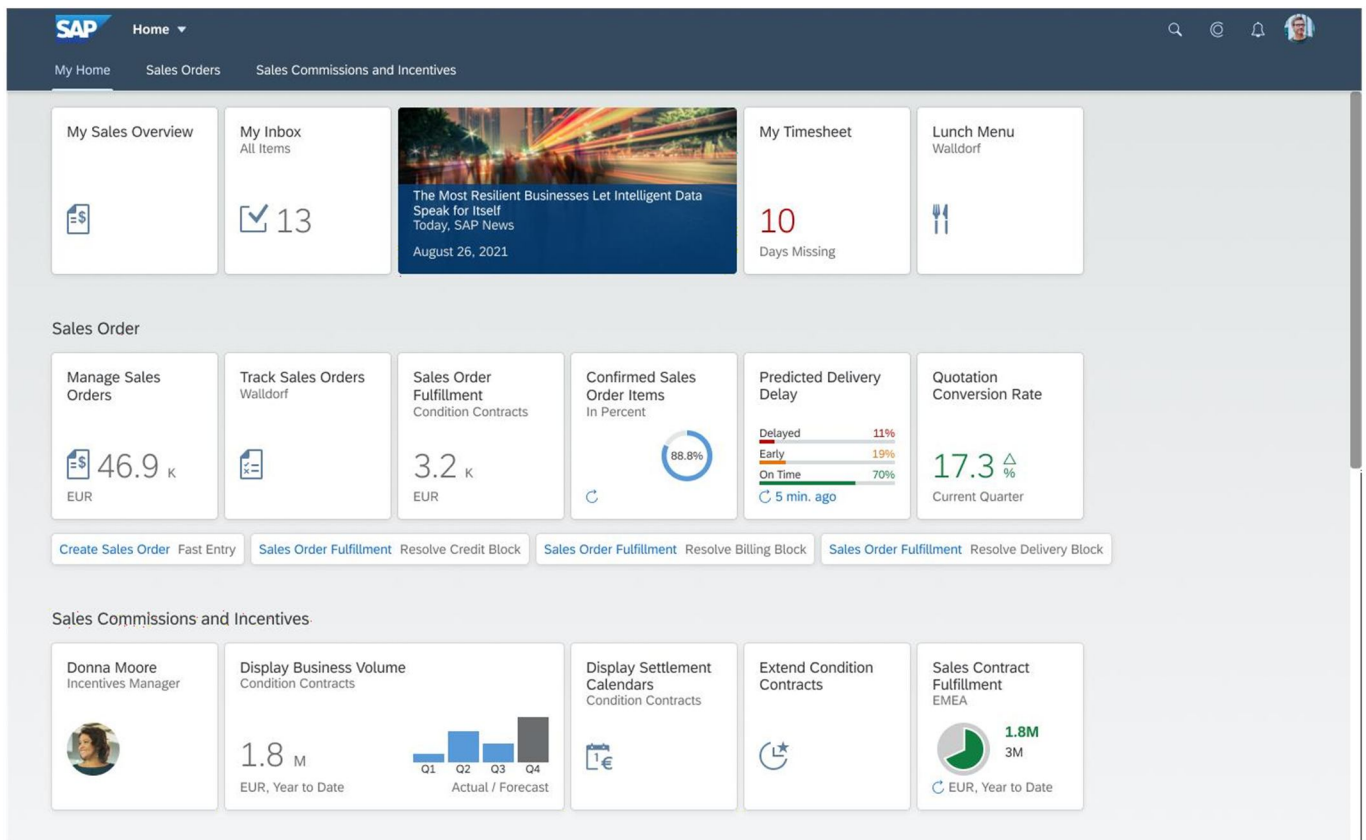 SAP
Home
My Home
Sales Orders
Sales Commissions and Incentives
My Sales Overview
My Inbox
All Items
13
The Most Resilient Businesses Let Intelligent Data
Speak for Itself
Today, SAP News
August 26, 2021
My Timesheet
10
Days Missing
Lunch Menu
Walldorf
Sales Order
Manage Sales
Orders
46.9 K
EUR
Track Sales Orders
Walldorf
Sales Order
Fulfillment
Condition Contracts
3.2 K
EUR
Confirmed Sales
Order Items
In Percent
88.8%
Predicted Delivery
Delay
Delayed 11%
Early 19%
On Time 70%
5 min. ago
Quotation
Conversion Rate
17.3 %
Current Quarter
Create Sales Order Fast Entry
Sales Order Fulfillment Resolve Credit Block
Sales Order Fulfillment Resolve Billing Block
Sales Order Fulfillment Resolve Delivery Block
Sales Commissions and Incentives
Donna Moore
Incentives Manager
Display Business Volume
Condition Contracts
1.8 M
EUR, Year to Date
Q1 Q2 Q3 Q4
Actual / Forecast
Display Settlement
Calendars
Condition Contracts
1 €
Extend Condition
Contracts
Sales Contract
Fulfillment
EMEA
1.8M
3M
EUR, Year to Date